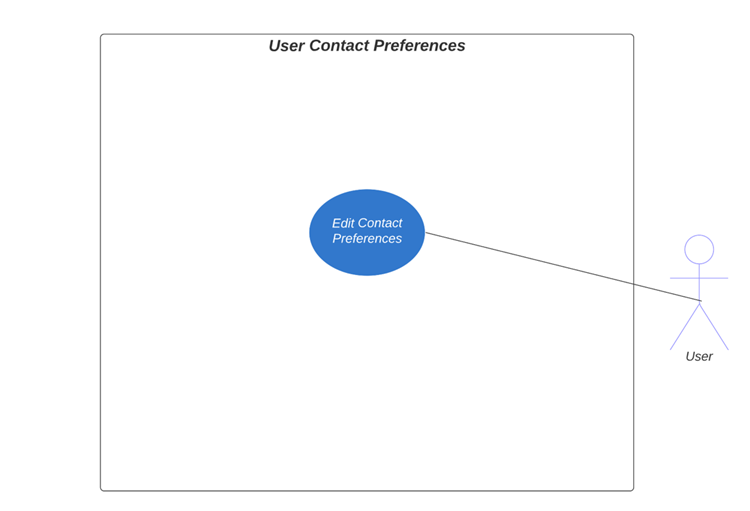 User Contact Preferences
Edit Contact
Preferences
User